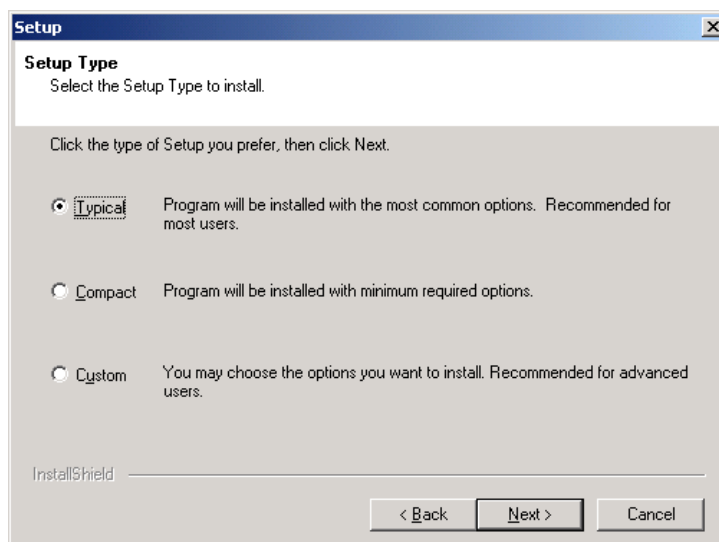 Setup
Setup Type
Select the Setup Type to install.
Click the type of Setup you prefer, then click Next.
Typical
Program will be installed with the most common options. Recommended for
most users.
Compact
Program will be installed with minimum required options.
Custom
You may choose the options you want to install. Recommended for advanced
users.
InstallShield
< Back
Next >
Cancel